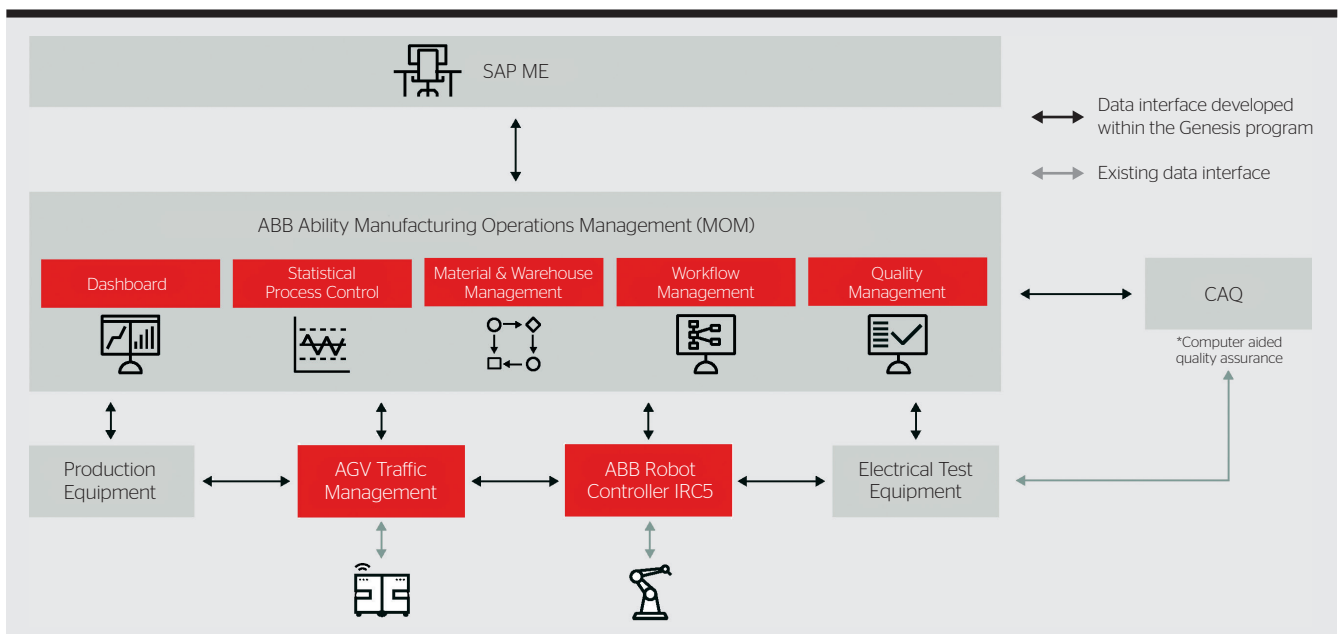 SAP ME
Data interface developed
within the Genesis program
Existing data interface
ABB Ability Manufacturing Operations Management (MOM)
Dashboard
Statistical
Process Control
Material & Warehouse
Management
Workflow
Management
Quality
Management
CAQ
*Computer aided
quality assurance
Production
Equipment
AGV Traffic
Management
ABB Robot
Controller IRC5
Electrical Test
Equipment